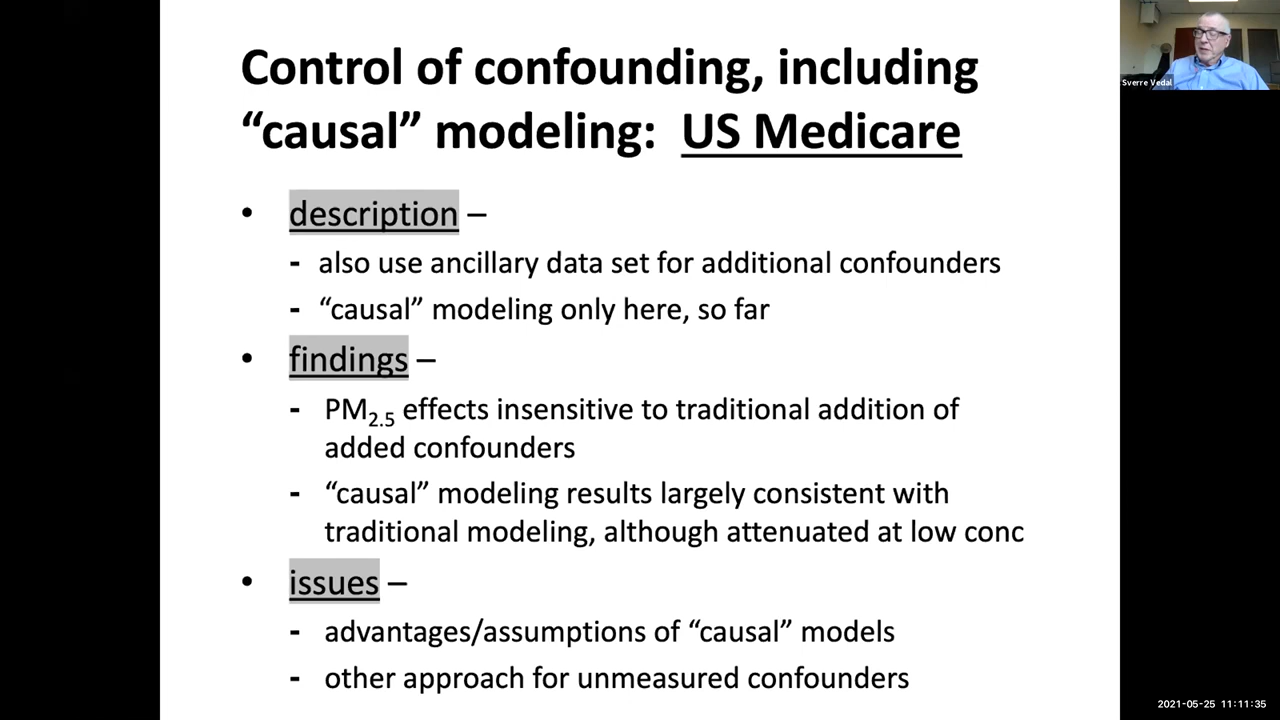 Control of confounding, including
“causal” modeling: US Medicare
• description –
- also use ancillary data set for additional confounders
- “causal” modeling only here, so far
• findings –
- PM2.5 effects insensitive to traditional addition of
added confounders
- “causal” modeling results largely consistent with
traditional modeling, although attenuated at low conc
• issues –
- advantages/assumptions of “causal” models
- other approach for unmeasured confounders
Sverre Vedal
2021-05-25 11:11:35